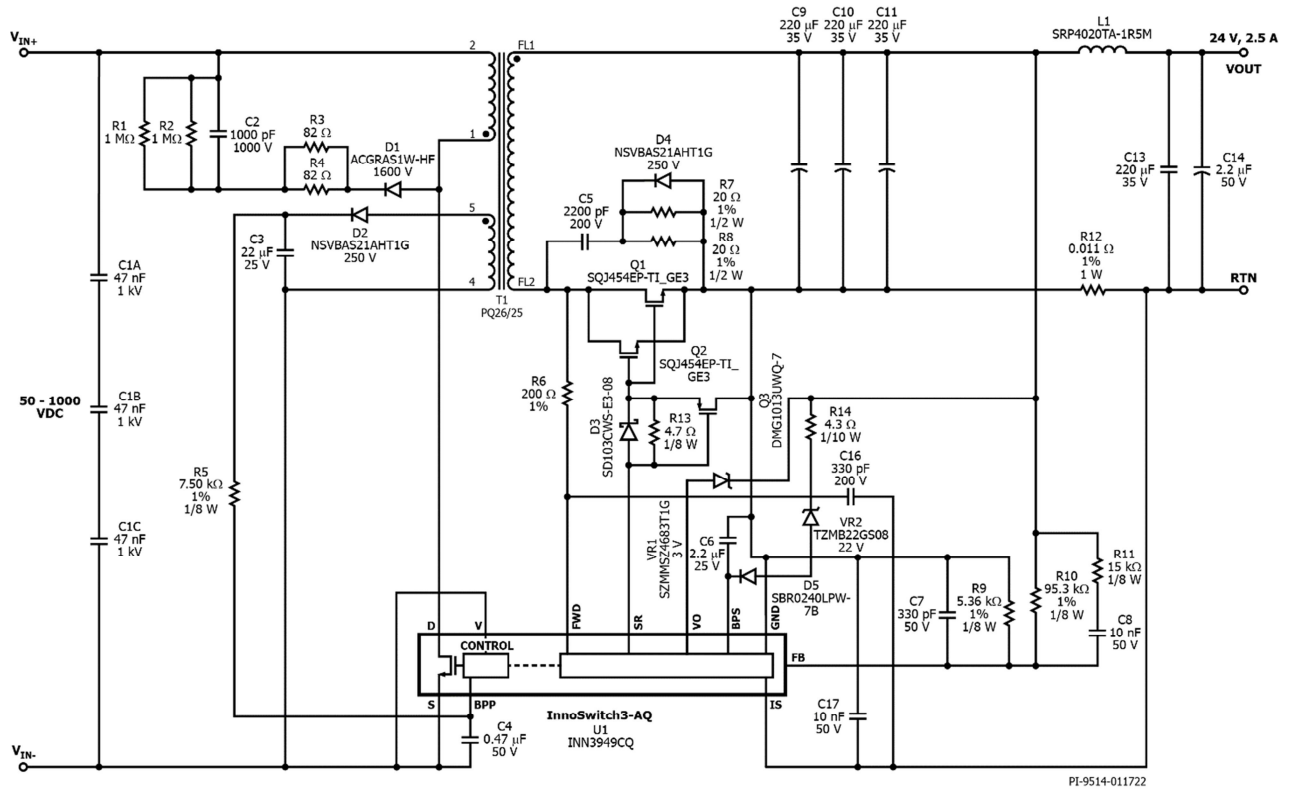 C9
220 µF
35 V
C10
220 µF
35 V
C11
220 µF
35 V
L1
SRP4020TA-1R5M
24 V, 2.5 A
VOUT
VIN+
2
FL1
R1
1 MΩ
R2
1 MΩ
C2
1000 pF
1000 V
R3
82 Ω
R4
82 Ω
D1
ACGRAS1W-HF
1600 V
1
D4
NSVBAS21AHT1G
250 V
C5
2200 pF
200 V
R7
20 Ω
1%
1/2 W
R8
20 Ω
1%
1/2 W
C13
220 µF
35 V
C14
2.2 µF
50 V
5
D2
NSVBAS21AHT1G
250 V
C3
22 µF
25 V
4
T1
PQ26/25
FL2
Q1
SQJ454EP-TI_GE3
R12
0.011 Ω
1%
1 W
RTN
C1A
47 nF
1 kV
Q2
SQJ454EP-TI_
GE3
R6
200 Ω
1%
D3
SD103CWS-E3-08
R13
4.7 Ω
1/8 W
Q3
DMG1013UWQ-7
R14
4.3 Ω
1/10 W
50 - 1000
VDC
C1B
47 nF
1 kV
C16
330 pF
200 V
R5
7.50 kΩ
1%
1/8 W
C1C
47 nF
1 kV
VR1
SZMMSZ4683T1G
3 V
C6
2.2 µF
25 V
VR2
TZMB22GS08
22 V
D5
SBR0240LPW-
7B
C7
330 pF
50 V
R9
5.36 kΩ
1%
1/8 W
R10
95.3 kΩ
1%
1/8 W
R11
15 kΩ
1/8 W
C8
10 nF
50 V
D
V
FWD
SR
VO
BPS
GND
CONTROL
FB
S
BPP
IS
InnoSwitch3-AQ
U1
INN3949CQ
C4
0.47 µF
50 V
C17
10 nF
50 V
VIN-
PI-9514-011722